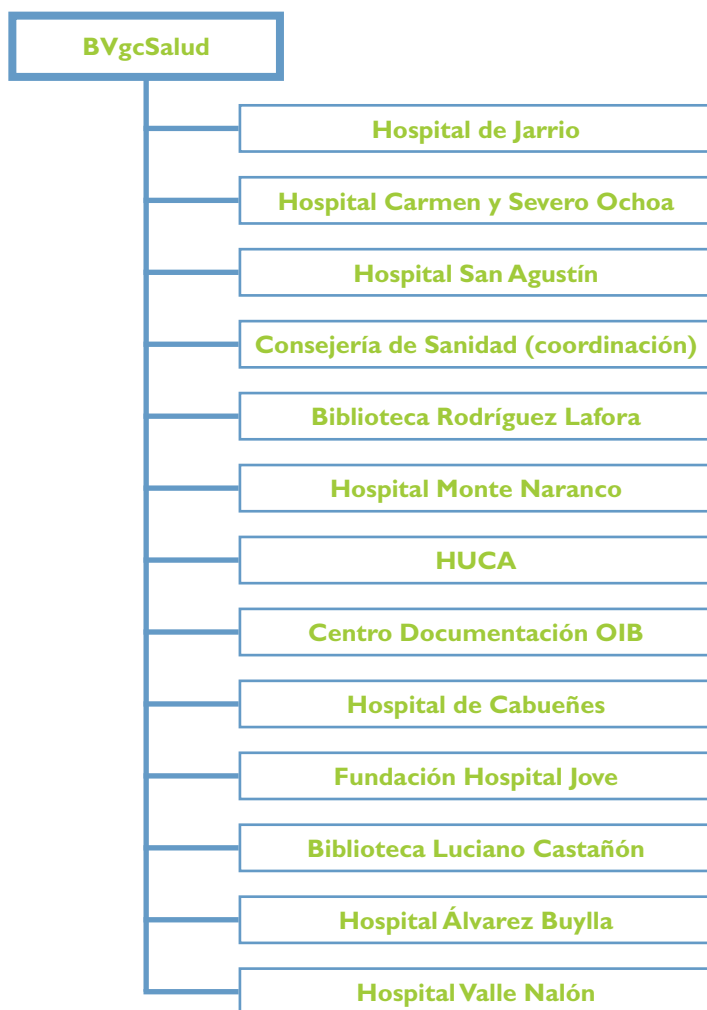 BVgcSalud
Hospital de Jarrio
Hospital Carmen y Severo Ochoa
Hospital San Agustín
Consejería de Sanidad (coordinación)
Biblioteca Rodríguez Lafora
Hospital Monte Naranco
HUCA
Centro Documentación OIB
Hospital de Cabueñes
Fundación Hospital Jove
Biblioteca Luciano Castañón
Hospital Álvarez Buylla
Hospital Valle Nalón